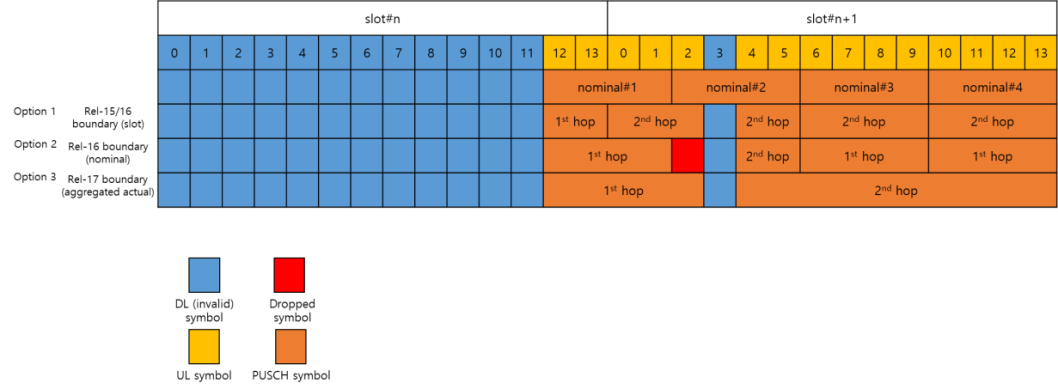 slot#n slot#n+1
0 1 2 3 4 5 6 7 8 9 10 11 12 13 0 1 2 3 4 5 6 7 8 9 10 11 12 13
nominal#1 nominal#2 nominal#3 nominal#4
Option 1 Rel-15/16 boundary (slot) 1st hop 2nd hop 2nd hop 2nd hop 2nd hop
Option 2 Rel-16 boundary (nominal) 1st hop 2nd hop 1st hop 1st hop
Option 3 Rel-17 boundary (aggregated actual) 1st hop 2nd hop
DL (invalid) symbol
Dropped symbol
UL symbol
PUSCH symbol